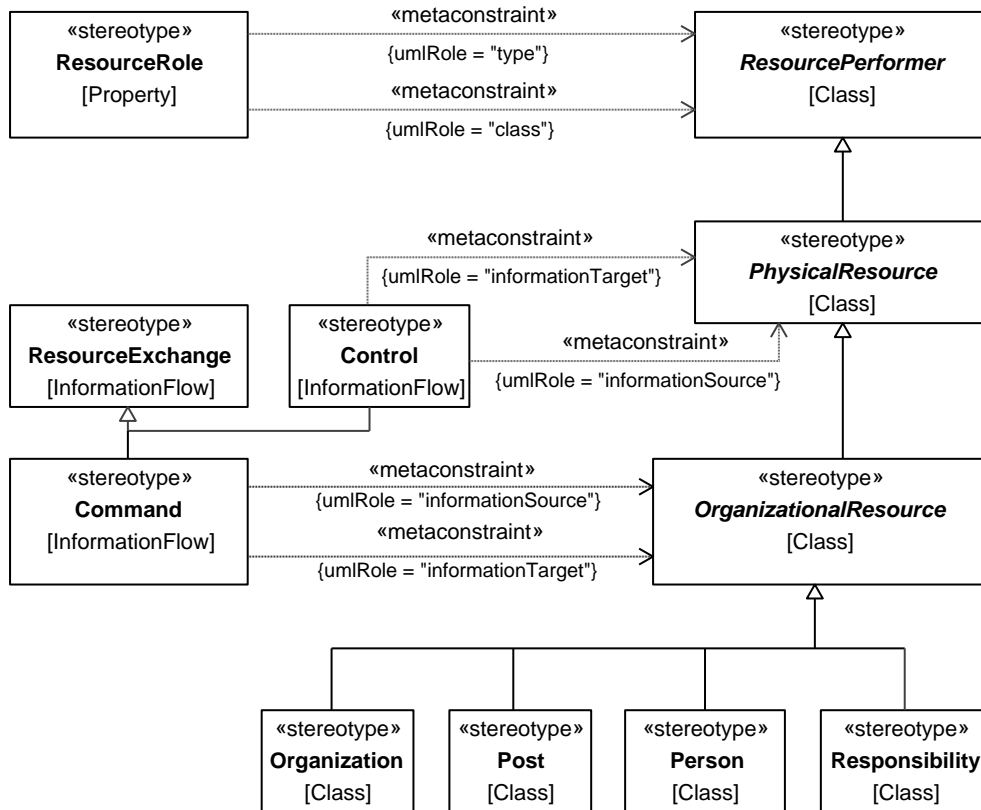 «stereotype»
ResourceRole
[Property]
«metaconstraint»
{umlRole = "type"}
«metaconstraint»
{umlRole = "class"}
«stereotype»
ResourcePerformer
[Class]
«metaconstraint»
{umlRole = "informationTarget"}
«stereotype»
PhysicalResource
[Class]
«stereotype»
ResourceExchange
[InformationFlow]
«stereotype»
Control
[InformationFlow]
«metaconstraint»
{umlRole = "informationSource"}
«stereotype»
Command
[InformationFlow]
«metaconstraint»
{umlRole = "informationSource"}
«metaconstraint»
{umlRole = "informationTarget"}
«stereotype»
OrganizationalResource
[Class]
«stereotype»
Organization
[Class]
«stereotype»
Post
[Class]
«stereotype»
Person
[Class]
«stereotype»
Responsibility
[Class]